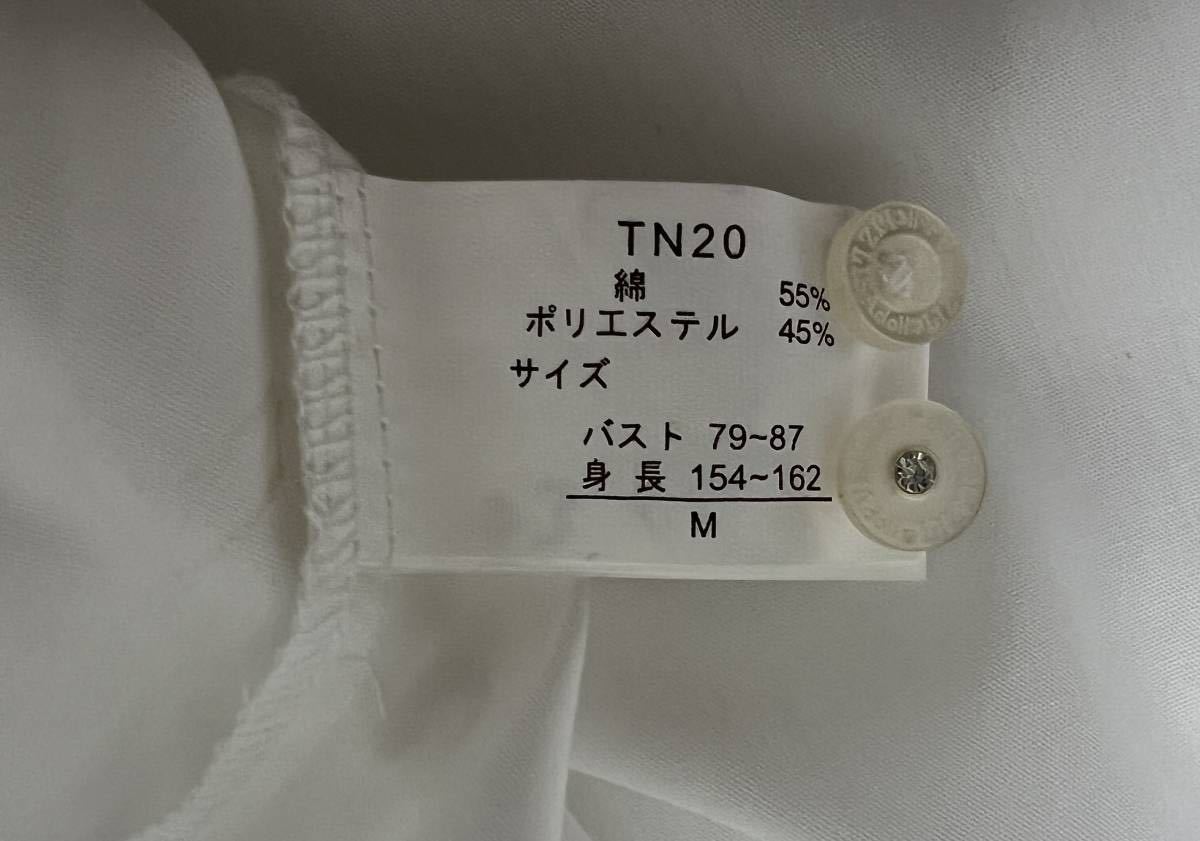 TN20
綿 55%
ポリエステル 45%
サイズ
バスト 79~87
身長 154~162
M